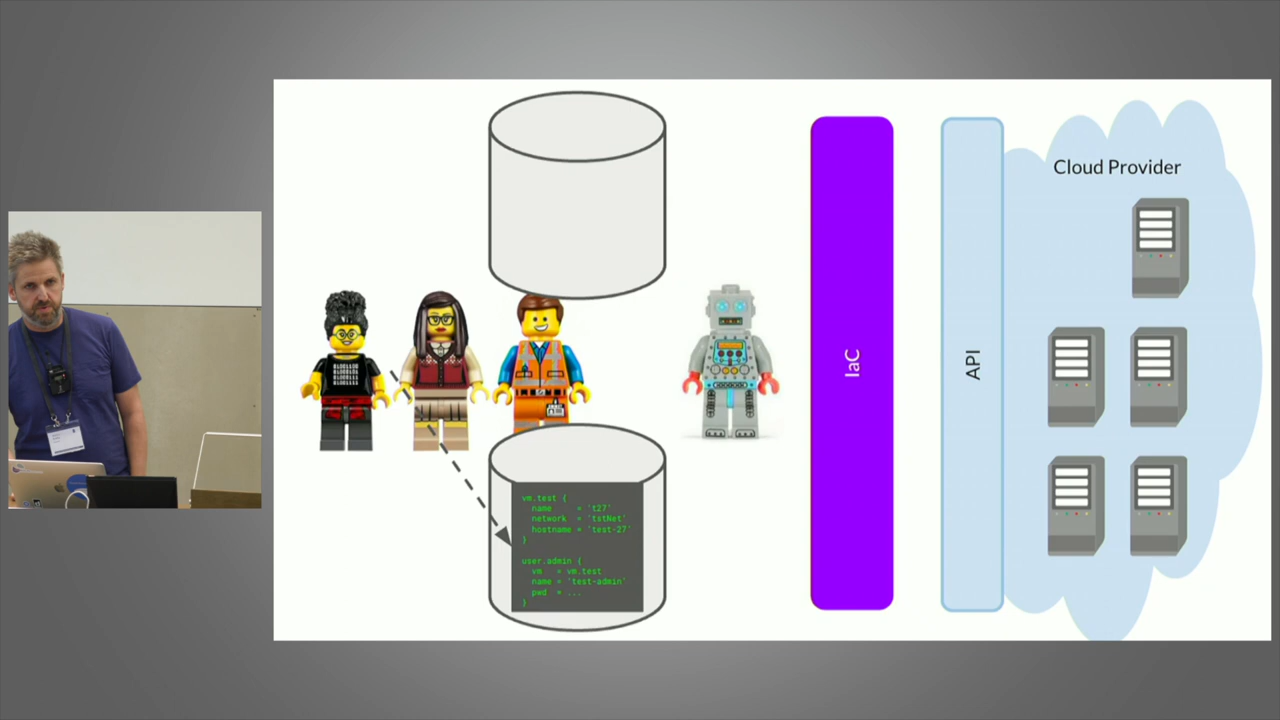 Cloud Provider
IaC
API
vm.test {
name = 't27'
network = 'tstNet'
hostname = 'test-27'
}
user.admin {
vm = vm.test
name = 'test-admin'
pwd = ...
}